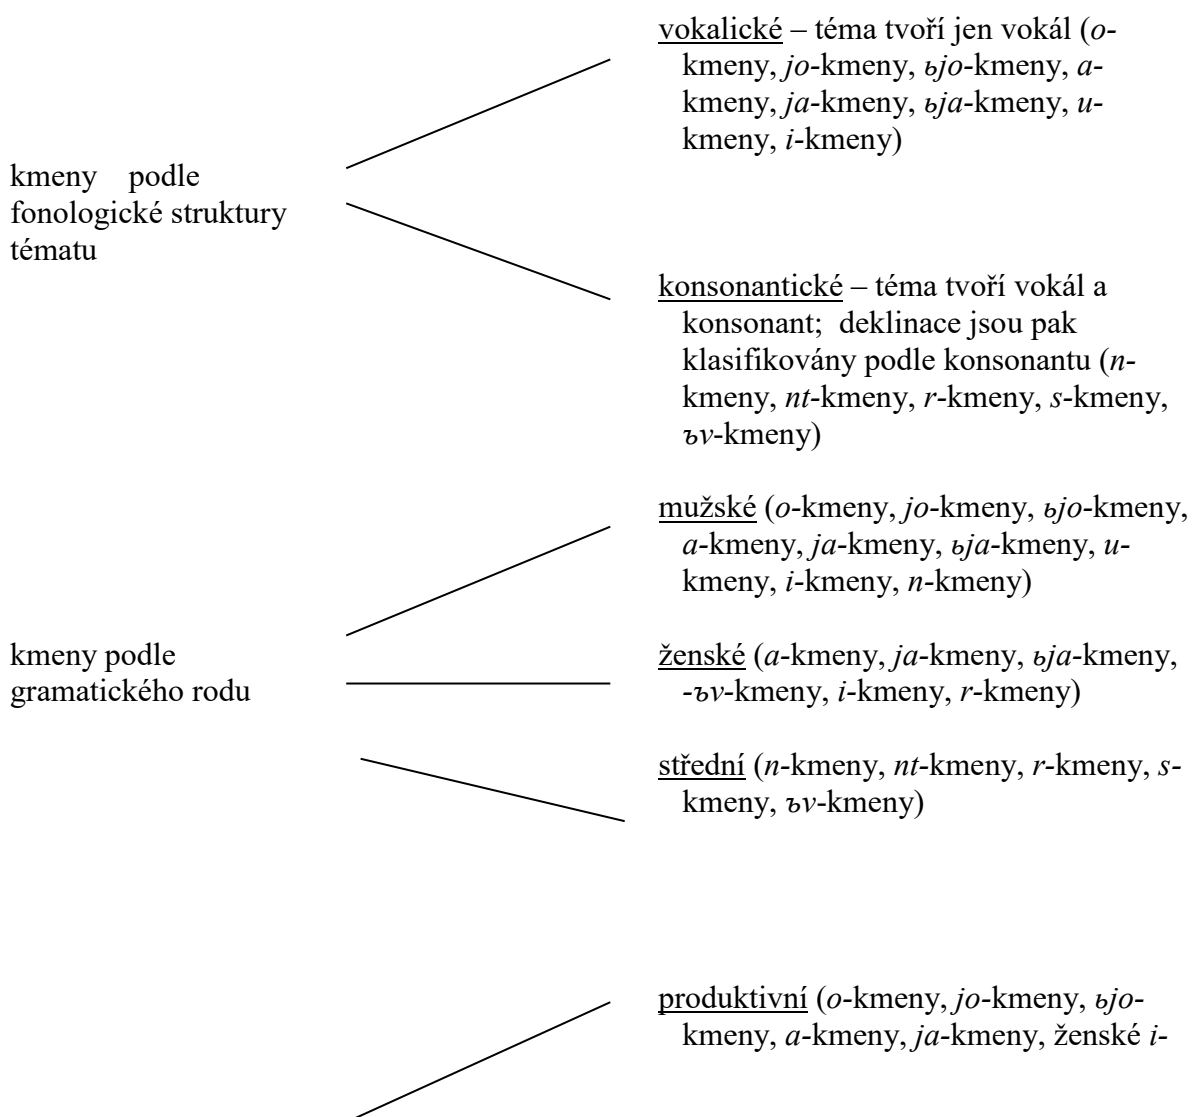 vokalické – téma tvoří jen vokál (o-
kmeny, jo-kmeny, ьjo-kmeny, a-
kmeny, ja-kmeny, ьja-kmeny, u-
kmeny, i-kmeny)
kmeny podle
fonologické struktury
tématu
konsonantické – téma tvoří vokál a
konsonant; deklinace jsou pak
klasifikovány podle konsonantu (n-
kmeny, nt-kmeny, r-kmeny, s-kmeny,
ъv-kmeny)
mužské (o-kmeny, jo-kmeny, ьjo-kmeny,
a-kmeny, ja-kmeny, ьja-kmeny, u-
kmeny, i-kmeny, n-kmeny)
kmeny podle
gramatického rodu
ženské (a-kmeny, ja-kmeny, ьja-kmeny,
-ъv-kmeny, i-kmeny, r-kmeny)
střední (n-kmeny, nt-kmeny, r-kmeny, s-
kmeny, ъv-kmeny)
produktivní (o-kmeny, jo-kmeny, ьjo-
kmeny, a-kmeny, ja-kmeny, ženské i-